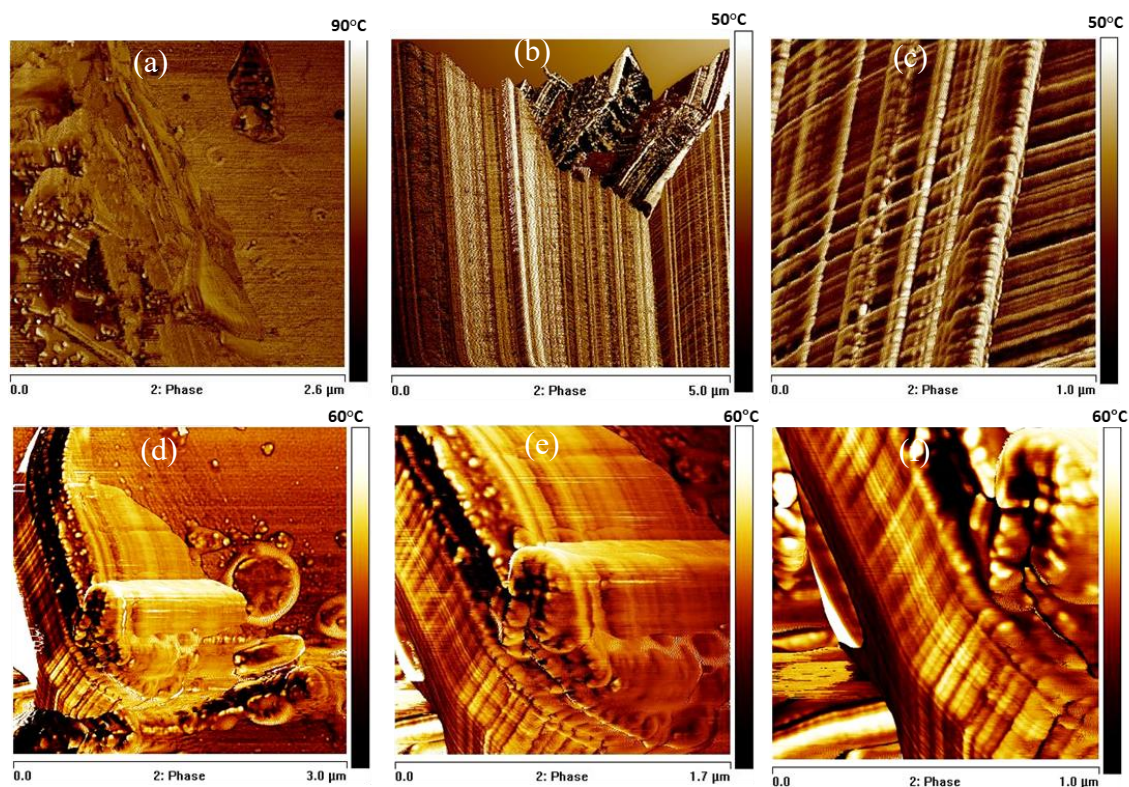 90°C
(a)
0.0 2: Phase 2.6 µm
50°C
(b)
0.0 2: Phase 5.0 µm
50°C
(c)
0.0 2: Phase 1.0 µm
60°C
(d)
0.0 2: Phase 3.0 µm
60°C
(e)
0.0 2: Phase 1.7 µm
60°C
(f)
0.0 2: Phase 1.0 µm